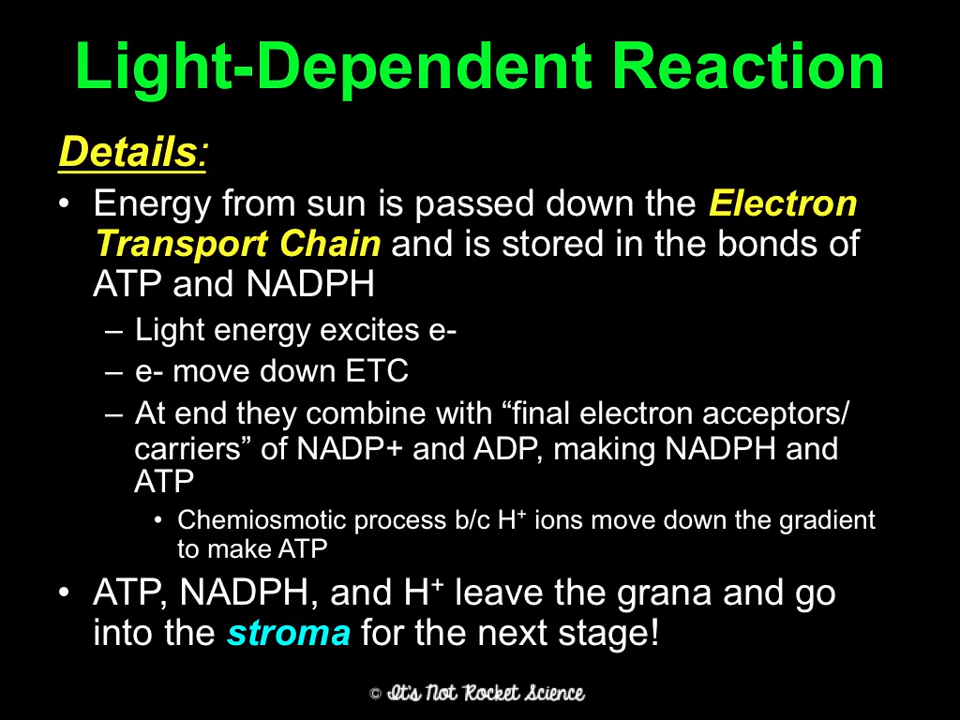 Light-Dependent Reaction
Details:
• Energy from sun is passed down the Electron
Transport Chain and is stored in the bonds of
ATP and NADPH
– Light energy excites e-
– e- move down ETC
– At end they combine with “final electron acceptors/
carriers” of NADP+ and ADP, making NADPH and
ATP
• Chemiosmotic process b/c H⁺ ions move down the gradient
to make ATP
• ATP, NADPH, and H⁺ leave the grana and go
into the stroma for the next stage!
© It's Not Rocket Science